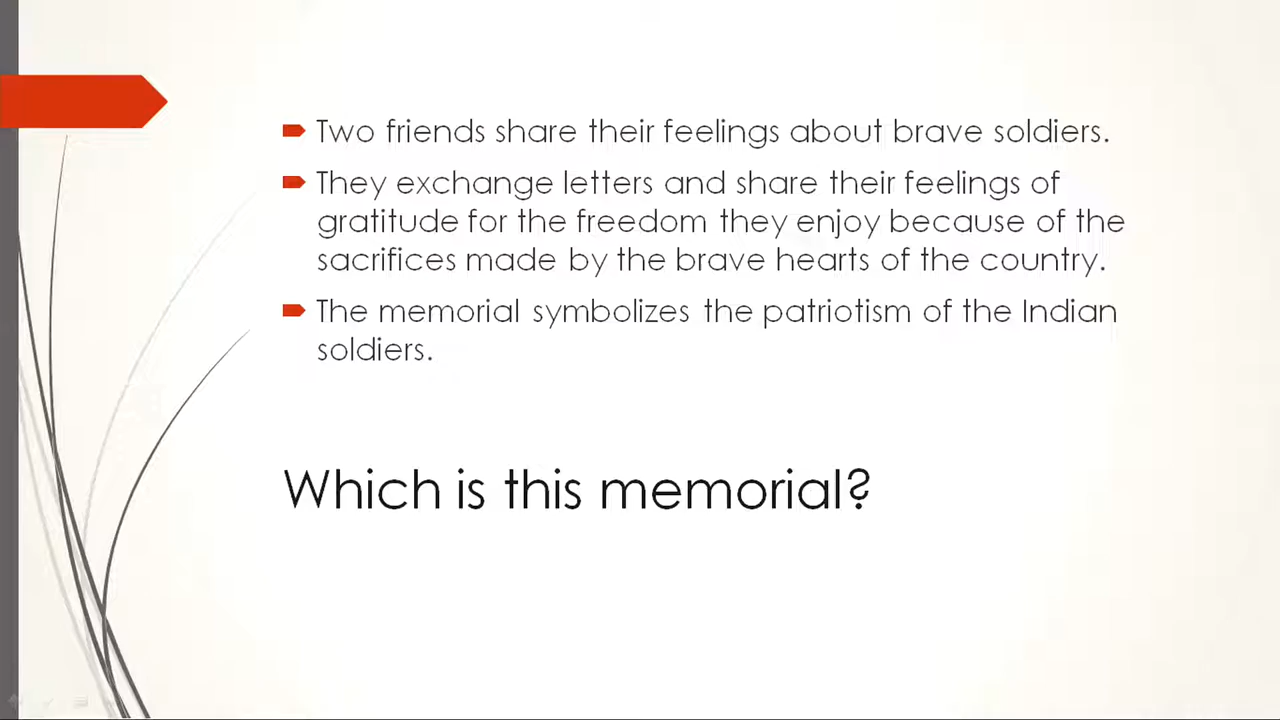 Two friends share their feelings about brave soldiers.
They exchange letters and share their feelings of
gratitude for the freedom they enjoy because of the
sacrifices made by the brave hearts of the country.
The memorial symbolizes the patriotism of the Indian
soldiers.
Which is this memorial?